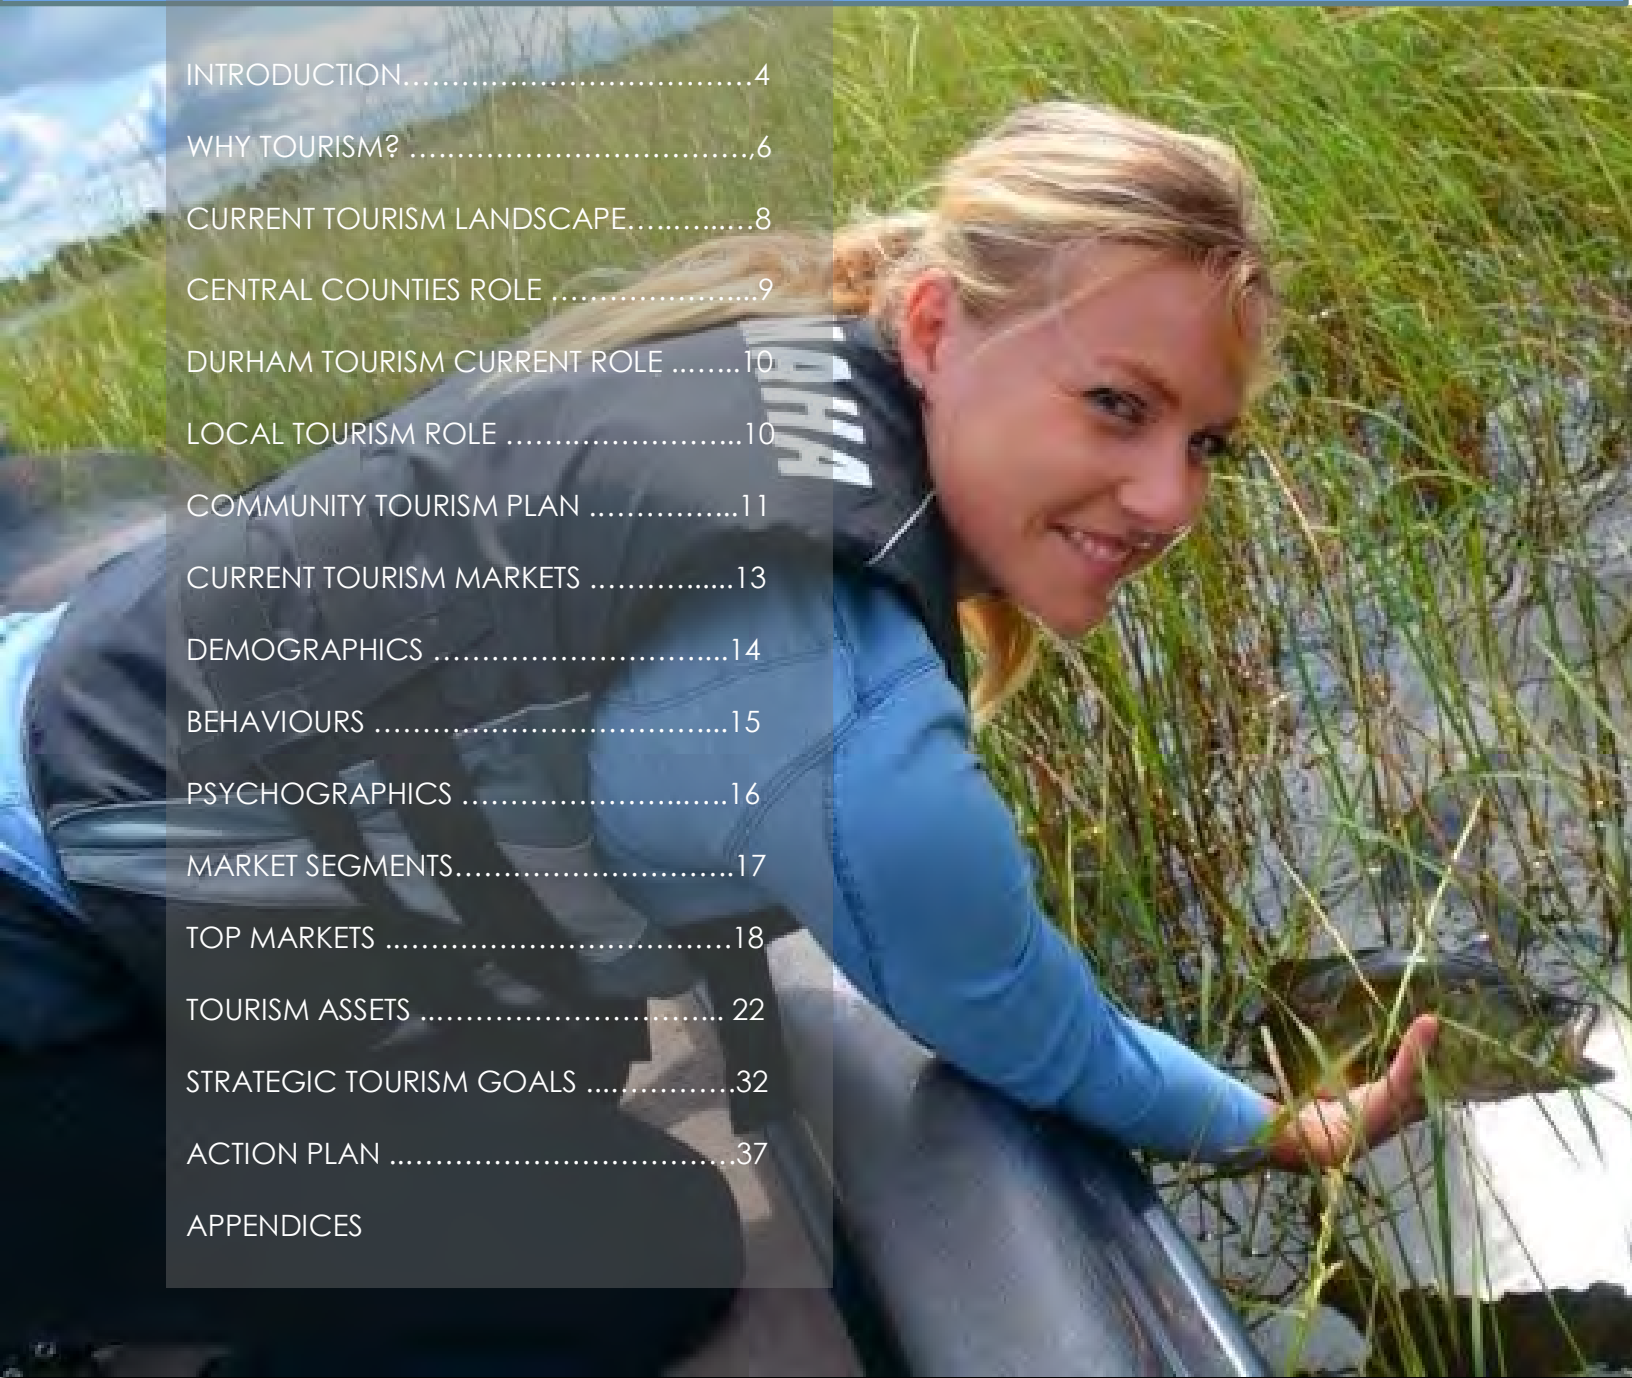 INTRODUCTION……..………………………4
WHY TOURISM? ….……………………………,6
CURRENT TOURISM LANDSCAPE…..…...…8
CENTRAL COUNTIES ROLE ………………....9
DURHAM TOURISM CURRENT ROLE ..…...10
LOCAL TOURISM ROLE ……..……………...10
COMMUNITY TOURISM PLAN ..…………...11
CURRENT TOURISM MARKETS ..………......13
DEMOGRAPHICS ………………………....14
BEHAVIOURS ……………………………....15
PSYCHOGRAPHICS …………………...…..16
MARKET SEGMENTS………………………..17
TOP MARKETS ...……………………………18
TOURISM ASSETS ...………………………... 22
STRATEGIC TOURISM GOALS ...………….32
ACTION PLAN ...……………………………37
APPENDICES